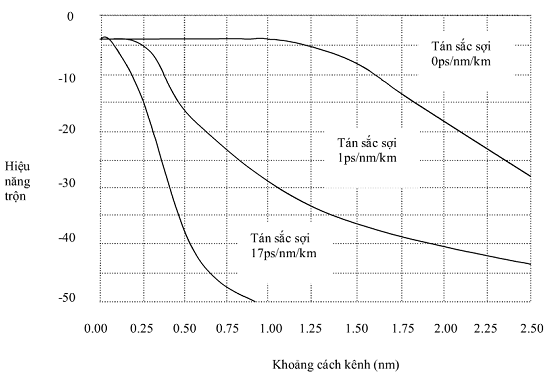 0
-10
-20
-30
-40
-50
Hiệu
năng
trộn
Tán sắc sợi
0ps/nm/km
Tán sắc sợi
1ps/nm/km
Tán sắc sợi
17ps/nm/km
0.00 0.25 0.50 0.75 1.00 1.25 1.50 1.75 2.00 2.25 2.50
Khoảng cách kênh (nm)